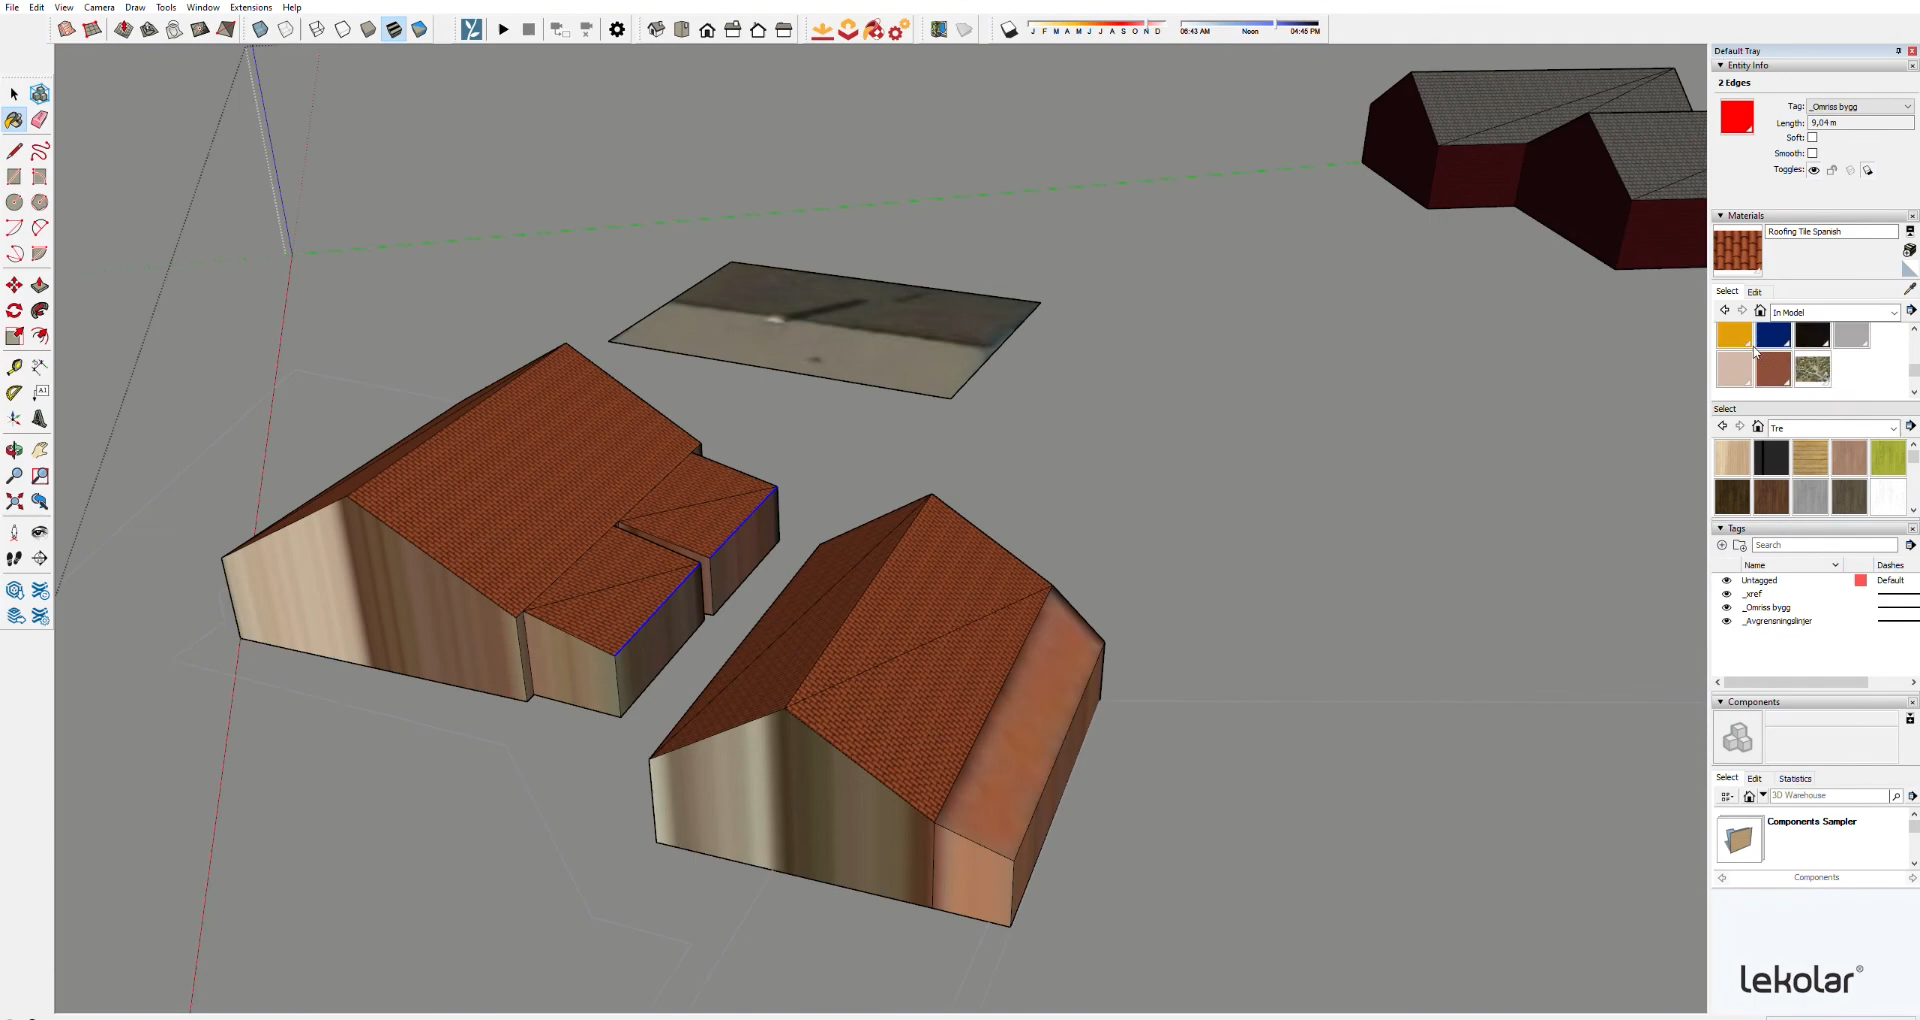 File Edit View Camera Draw Tools Window Extensions Help
J F M A M J J A S O N D
06:43 AM Noon 04:45 PM
Default Tray
Entity Info
2 Edges
Tag: _Omriss bygg
Length: 9,04 m
Soft:
Smooth:
Toggles:
Materials
Roofing Tile Spanish
Select Edit
In Model
Select
Tre
Tags
Search
Name Dashes
Untagged Default
_xref
_Omriss bygg
_Avgrensningslinjer
Components
Select Edit Statistics
3D Warehouse
Components Sampler
Components
lekolar®